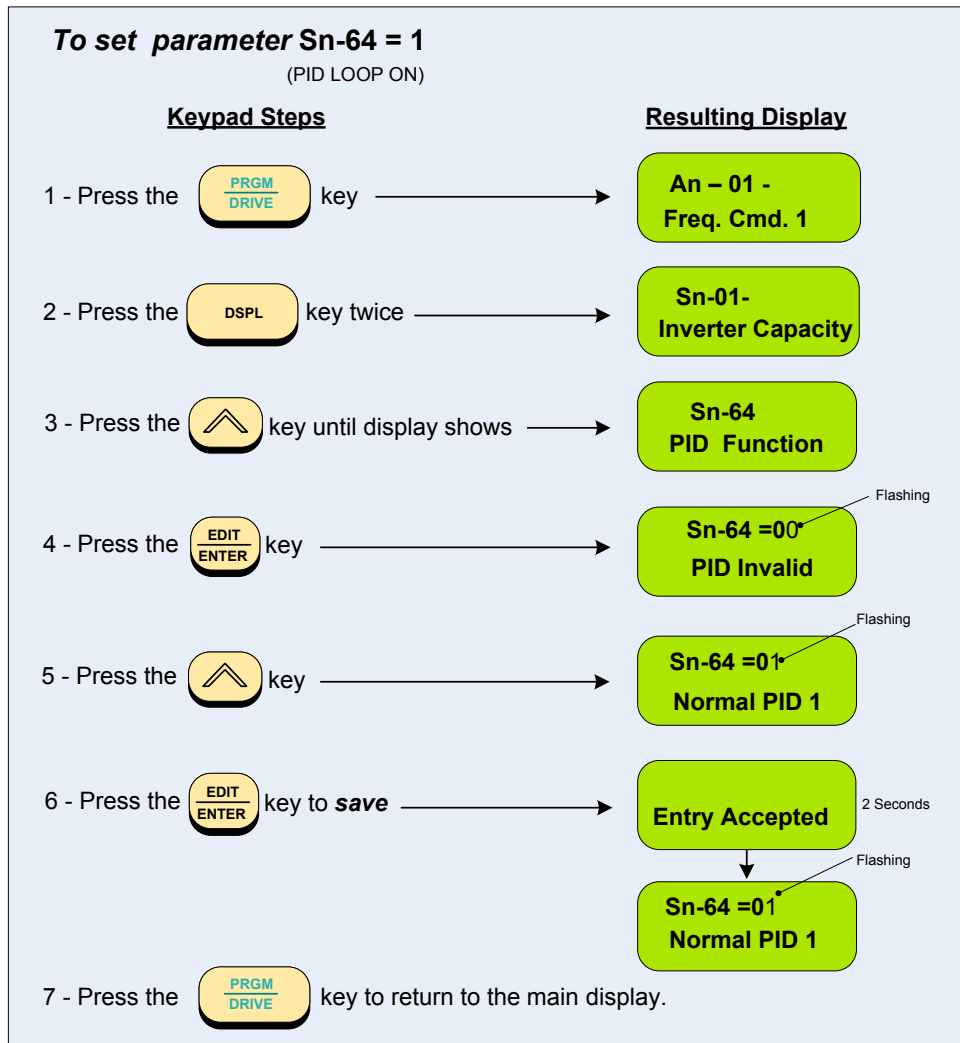 To set parameter Sn-64 = 1
(PID LOOP ON)
Keypad Steps
Resulting Display
1 - Press the PRGM DRIVE key
An – 01 -
Freq. Cmd. 1
2 - Press the DSPL key twice
Sn-01-
Inverter Capacity
3 - Press the key until display shows
Sn-64
PID Function
4 - Press the EDIT ENTER key
Flashing
Sn-64 =00
PID Invalid
5 - Press the key
Flashing
Sn-64 =01
Normal PID 1
6 - Press the EDIT ENTER key to save
Entry Accepted
2 Seconds
Flashing
Sn-64 =01
Normal PID 1
7 - Press the PRGM DRIVE key to return to the main display.